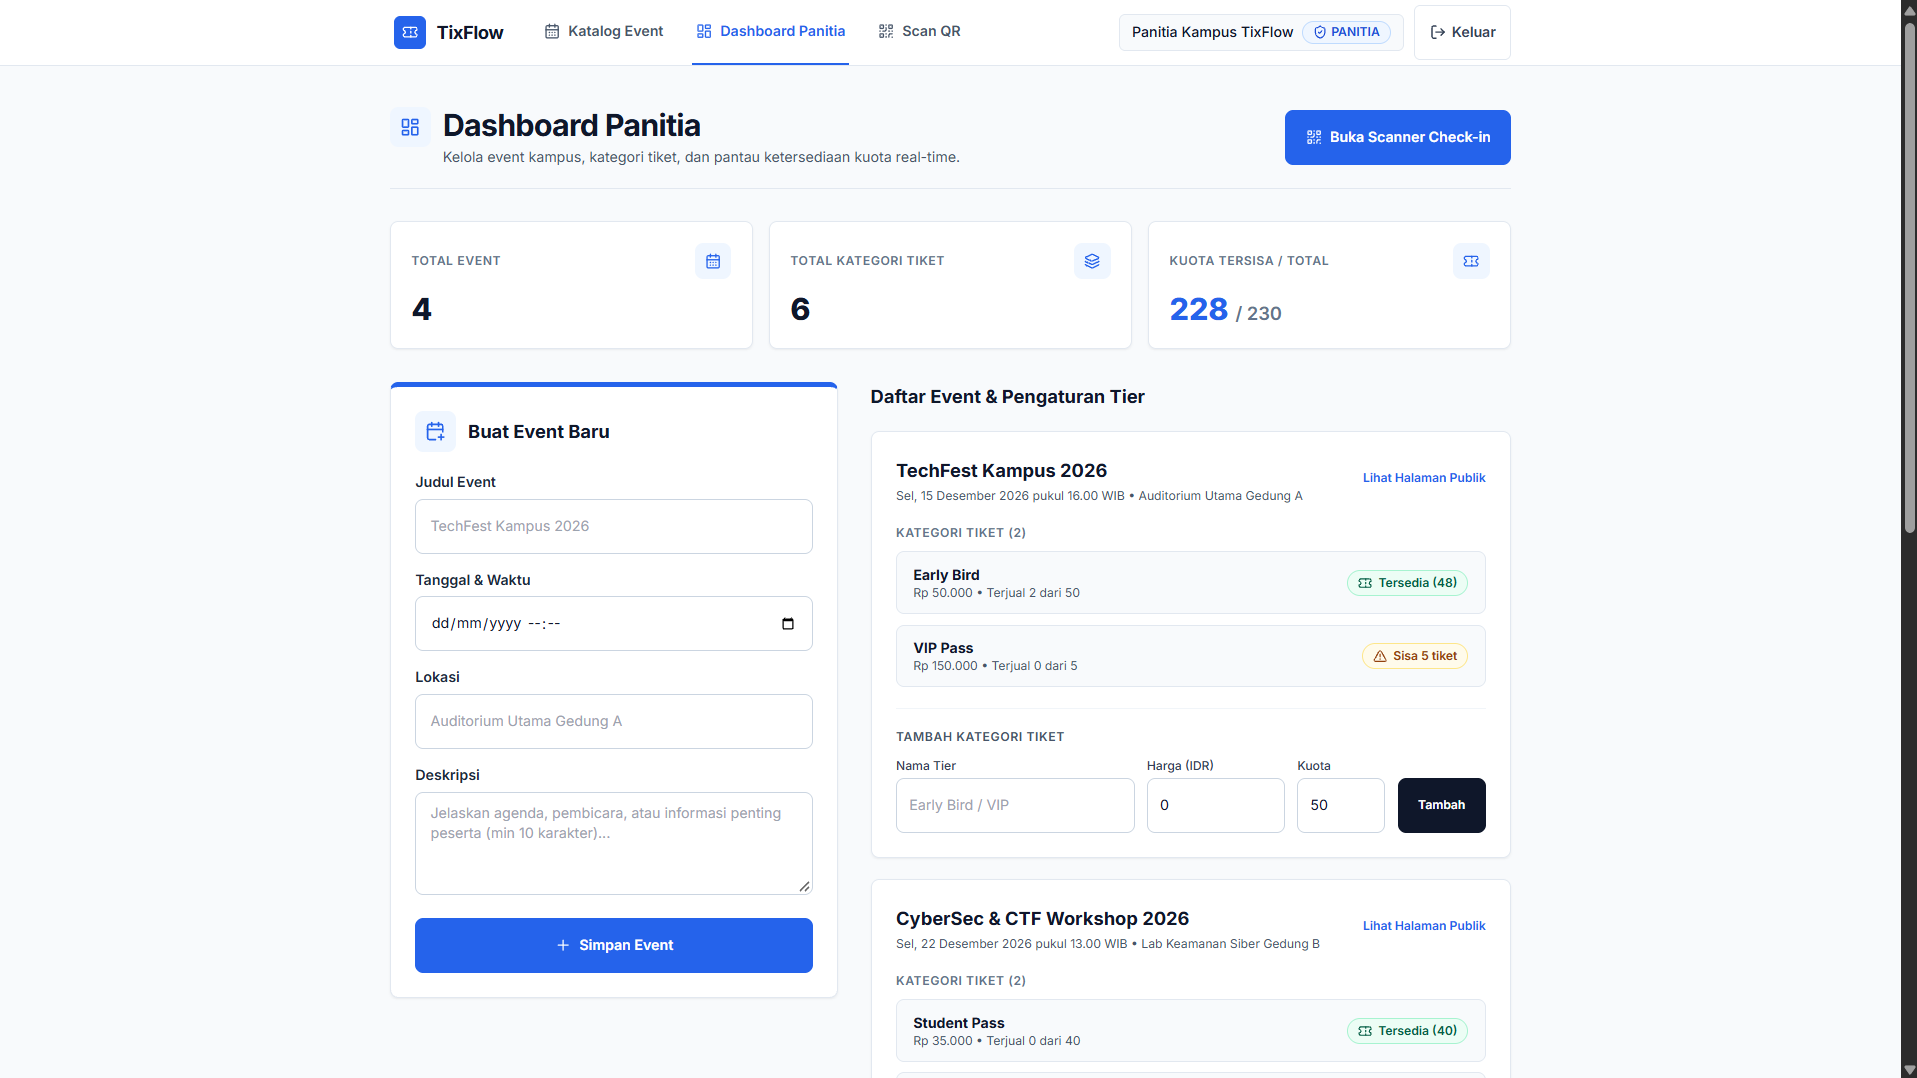 TixFlow
Katalog Event
Dashboard Panitia
Scan QR
Panitia Kampus TixFlow
PANITIA
Keluar
Dashboard Panitia
Kelola event kampus, kategori tiket, dan pantau ketersediaan kuota real-time.
Buka Scanner Check-in
TOTAL EVENT
4
TOTAL KATEGORI TIKET
6
KUOTA TERSISA / TOTAL
228 / 230
Buat Event Baru
Judul Event
TechFest Kampus 2026
Tanggal & Waktu
dd/mm/yyyy --:--
Lokasi
Auditorium Utama Gedung A
Deskripsi
Jelaskan agenda, pembicara, atau informasi penting
peserta (min 10 karakter)...
Simpan Event
Daftar Event & Pengaturan Tier
TechFest Kampus 2026
Lihat Halaman Publik
Sel, 15 Desember 2026 pukul 16.00 WIB • Auditorium Utama Gedung A
KATEGORI TIKET (2)
Early Bird
Rp 50.000 • Terjual 2 dari 50
Tersedia (48)
VIP Pass
Rp 150.000 • Terjual 0 dari 5
Sisa 5 tiket
TAMBAH KATEGORI TIKET
Nama Tier
Harga (IDR)
Kuota
Early Bird / VIP
0
50
Tambah
CyberSec & CTF Workshop 2026
Lihat Halaman Publik
Sel, 22 Desember 2026 pukul 13.00 WIB • Lab Keamanan Siber Gedung B
KATEGORI TIKET (2)
Student Pass
Rp 35.000 • Terjual 0 dari 40
Tersedia (40)